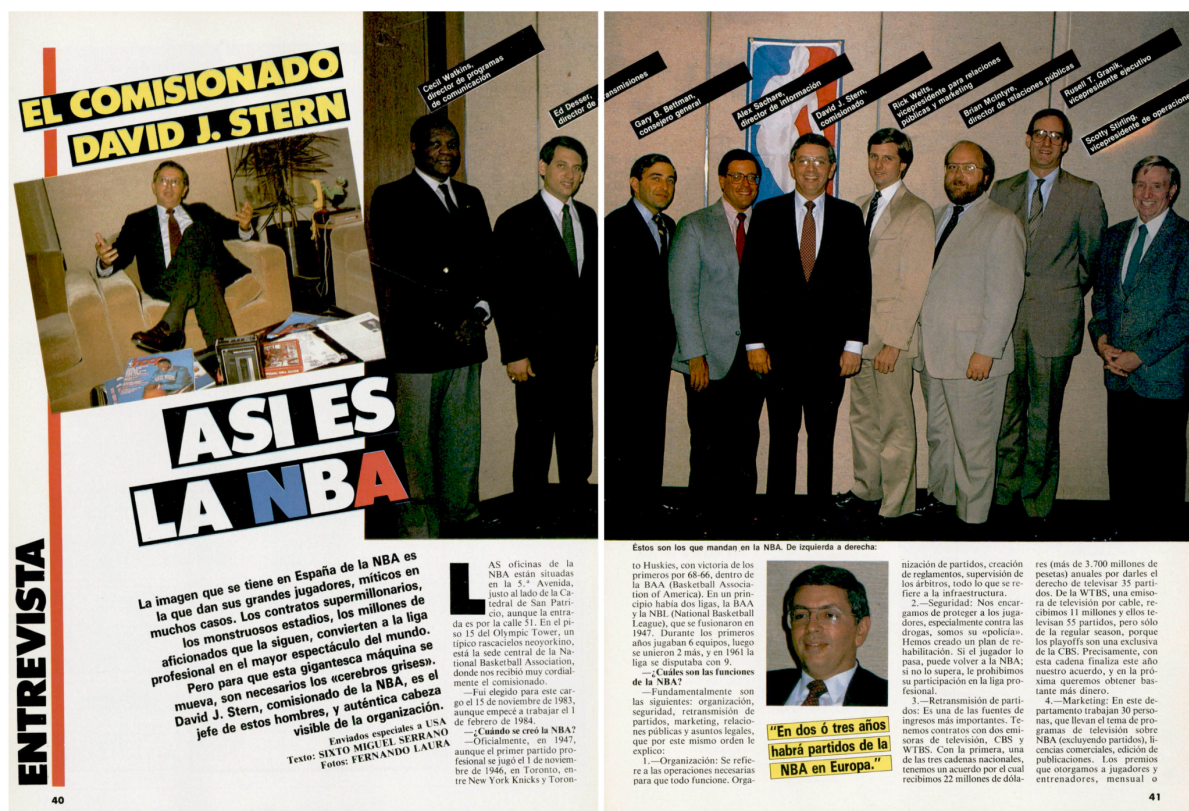 EL COMISIONADO
DAVID J. STERN
ASI ES
LA NBA
ENTREVISTA
La imagen que se tiene en España de la NBA es
la que dan sus grandes jugadores, míticos en
muchos casos. Los contratos supermillonarios,
los monstruosos estadios, los millones de
aficionados que la siguen, convierten a la liga
profesional en el mayor espectáculo del mundo.
Pero para que esta gigantesca máquina se
mueva, son necesarios los «cerebros grises».
David J. Stern, comisionado de la NBA, es el
jefe de estos hombres, y auténtica cabeza
visible de la organización.
Enviados especiales a USA
Texto: SIXTO MIGUEL SERRANO
Fotos: FERNANDO LAURA
Cecil Watkins,
director de programas
de comunicación
Ed Desser,
director de transmisiones
Gary B. Bettman,
consejero general
Alex Sachare,
director de información
David J. Stern,
comisionado
Rick Welts,
vicepresidente para relaciones
públicas y marketing
Brian McIntyre,
director de relaciones públicas
Rusell T. Granik,
vicepresidente ejecutivo
Scotty Stirling,
vicepresidente de operacione
Éstos son los que mandan en la NBA. De izquierda a derecha:
LAS oficinas de la
NBA están situadas
en la 5.ª Avenida,
justo al lado de la Ca-
tedral de San Patri-
cio, aunque la entra-
da es por la calle 51. En el pi-
so 15 del Olympic Tower, un
típico rascacielos neoyorkino,
está la sede central de la Na-
tional Basketball Association,
donde nos recibió muy cordial-
mente el comisionado.
—Fui elegido para este car-
go el 15 de noviembre de 1983,
aunque empecé a trabajar el 1
de febrero de 1984.
—¿Cuándo se creó la NBA?
—Oficialmente, en 1947,
aunque el primer partido pro-
fesional se jugó el 1 de noviem-
bre de 1946, en Toronto, en-
tre New York Knicks y Toron-
40
to Huskies, con victoria de los
primeros por 68-66, dentro de
la BAA (Basketball Associa-
tion of America). En un prin-
cipio había dos ligas, la BAA
y la NBL (National Basketball
League), que se fusionaron en
1947. Durante los primeros
años jugaban 6 equipos, luego
se unieron 2 más, y en 1961 la
liga se disputaba con 9.
—¿Cuáles son las funciones
de la NBA?
—Fundamentalmente son
las siguientes: organización,
seguridad, retransmisión de
partidos, marketing, relacio-
nes públicas y asuntos legales,
que por este mismo orden le
explico:
1.—Organización: Se refie-
re a las operaciones necesarias
para que todo funcione. Orga-
"En dos ó tres años
habrá partidos de la
NBA en Europa."
nización de partidos, creación
de reglamentos, supervisión de
los árbitros, todo lo que se re-
fiere a la infraestructura.
2.—Seguridad: Nos encar-
gamos de proteger a los juga-
dores, especialmente contra las
drogas, somos su «policía».
Hemos creado un plan de re-
habilitación. Si el jugador lo
pasa, puede volver a la NBA;
si no lo supera, le prohibimos
su participación en la liga pro-
fesional.
3.—Retransmisión de parti-
dos: Es una de las fuentes de
ingresos más importantes. Te-
nemos contratos con dos emi-
soras de televisión, CBS y
WTBS. Con la primera, una
de las tres cadenas nacionales,
tenemos un acuerdo por el cual
recibimos 22 millones de dóla-
res (más de 3.700 millones de
pesetas) anuales por darles el
derecho de televisar 35 parti-
dos. De la WTBS, una emiso-
ra de televisión por cable, re-
cibimos 11 millones y ellos te-
levisan 55 partidos, pero sólo
de la regular season, porque
los playoffs son una exclusiva
de la CBS. Precisamente, con
esta cadena finaliza este año
nuestro acuerdo, y en la pró-
xima queremos obtener bas-
tante más dinero.
4.—Marketing: En este de-
partamento trabajan 30 perso-
nas, que llevan el tema de pro-
gramas de televisión sobre
NBA (excluyendo partidos), li-
cencias comerciales, edición de
publicaciones. Los premios
que otorgamos a jugadores y
entrenadores, mensual o
41